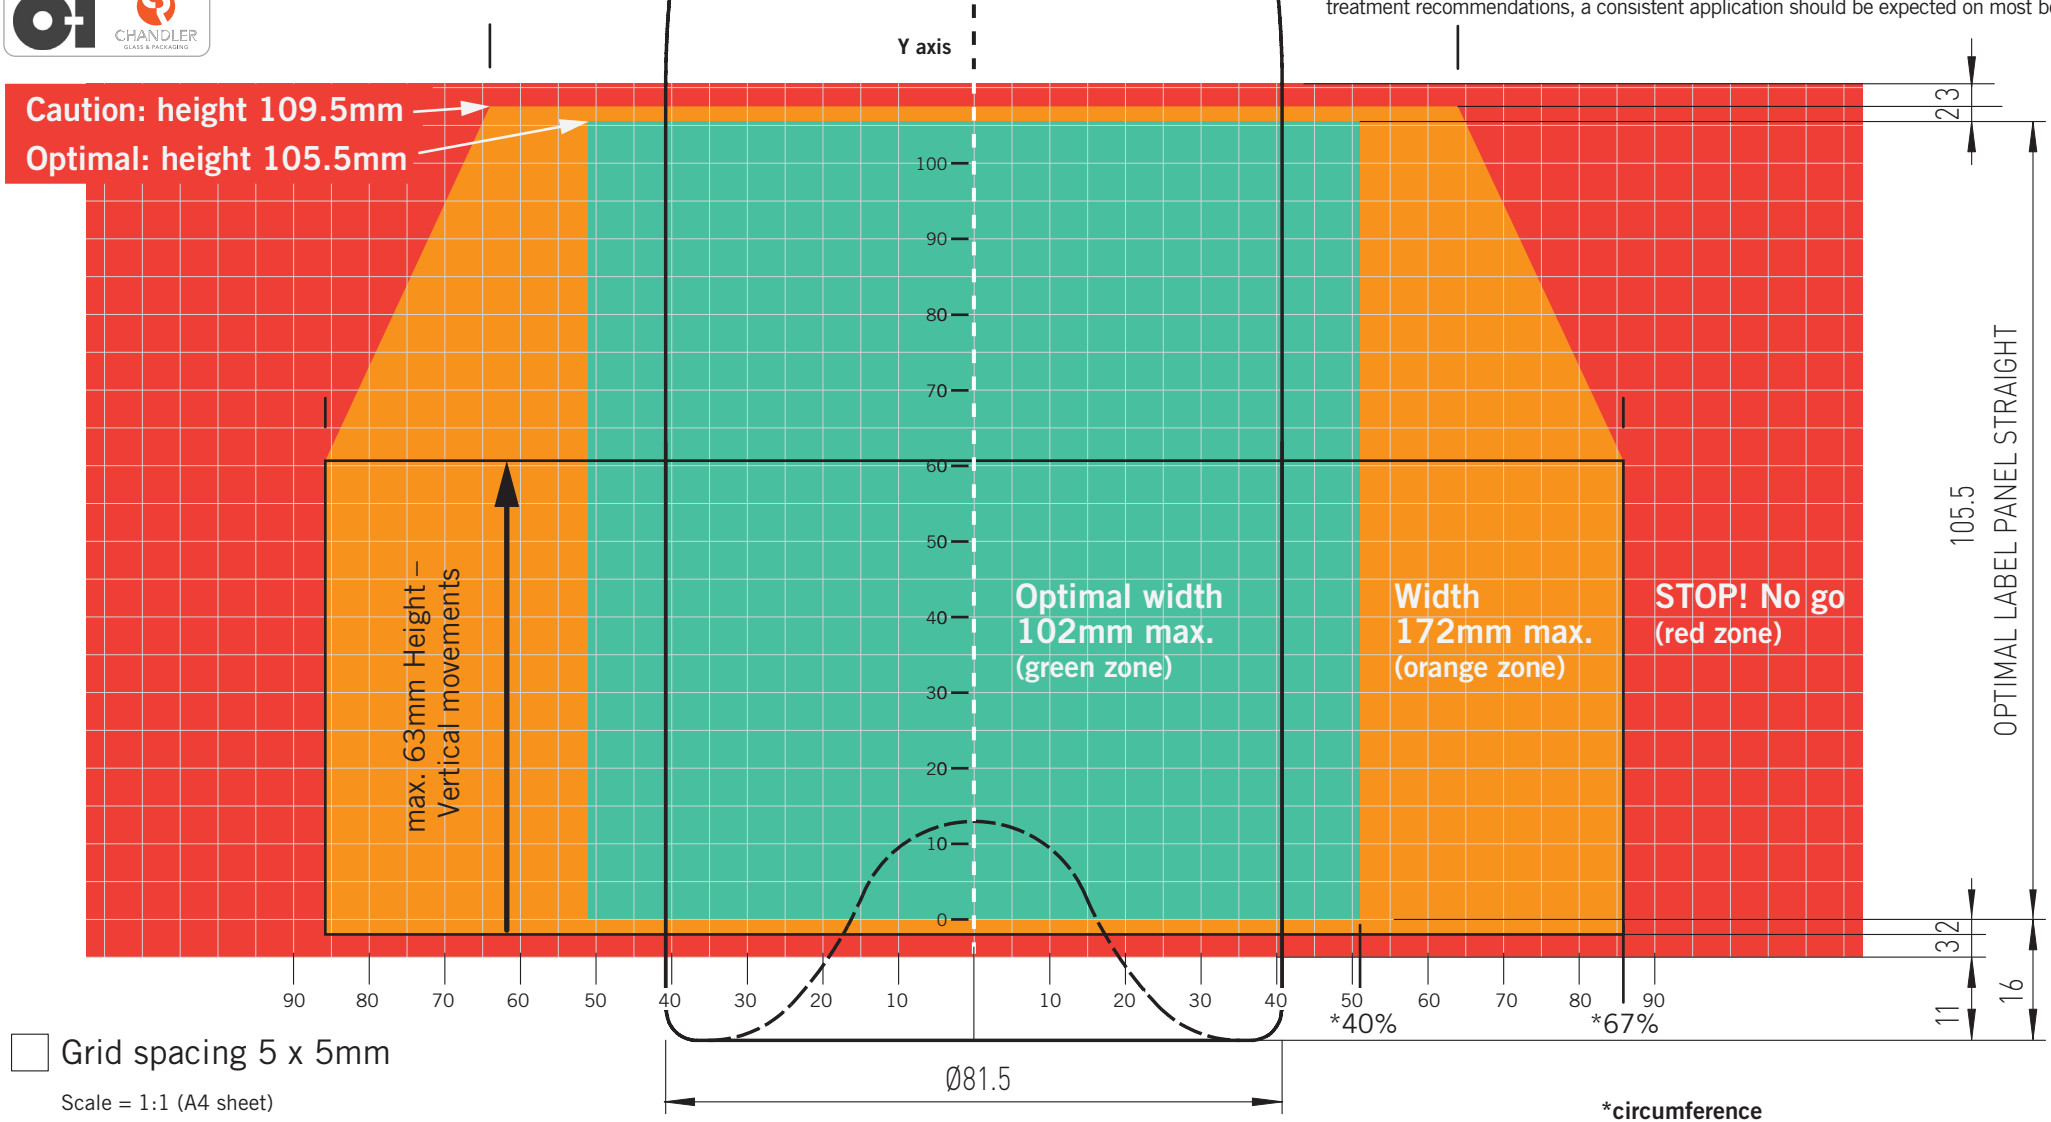 CHANDLER
GLASS & PACKAGING
treatment recommendations, a consistent application should be expected on most
Y axis
Caution: height 109.5mm
Optimal: height 105.5mm
3
2
100
90
80
70
60
50
40
30
20
10
0
max. 63mm Height –
Vertical movements
Optimal width
102mm max.
(green zone)
Width
172mm max.
(orange zone)
STOP! No go
(red zone)
105.5
OPTIMAL LABEL PANEL STRAIGHT
2
3
11
16
90 80 70 60 50 40 30 20 10 10 20 30 40 50 60 70 80 90
*40% *67%
Grid spacing 5 x 5mm
Scale = 1:1 (A4 sheet)
Ø81.5
*circumference